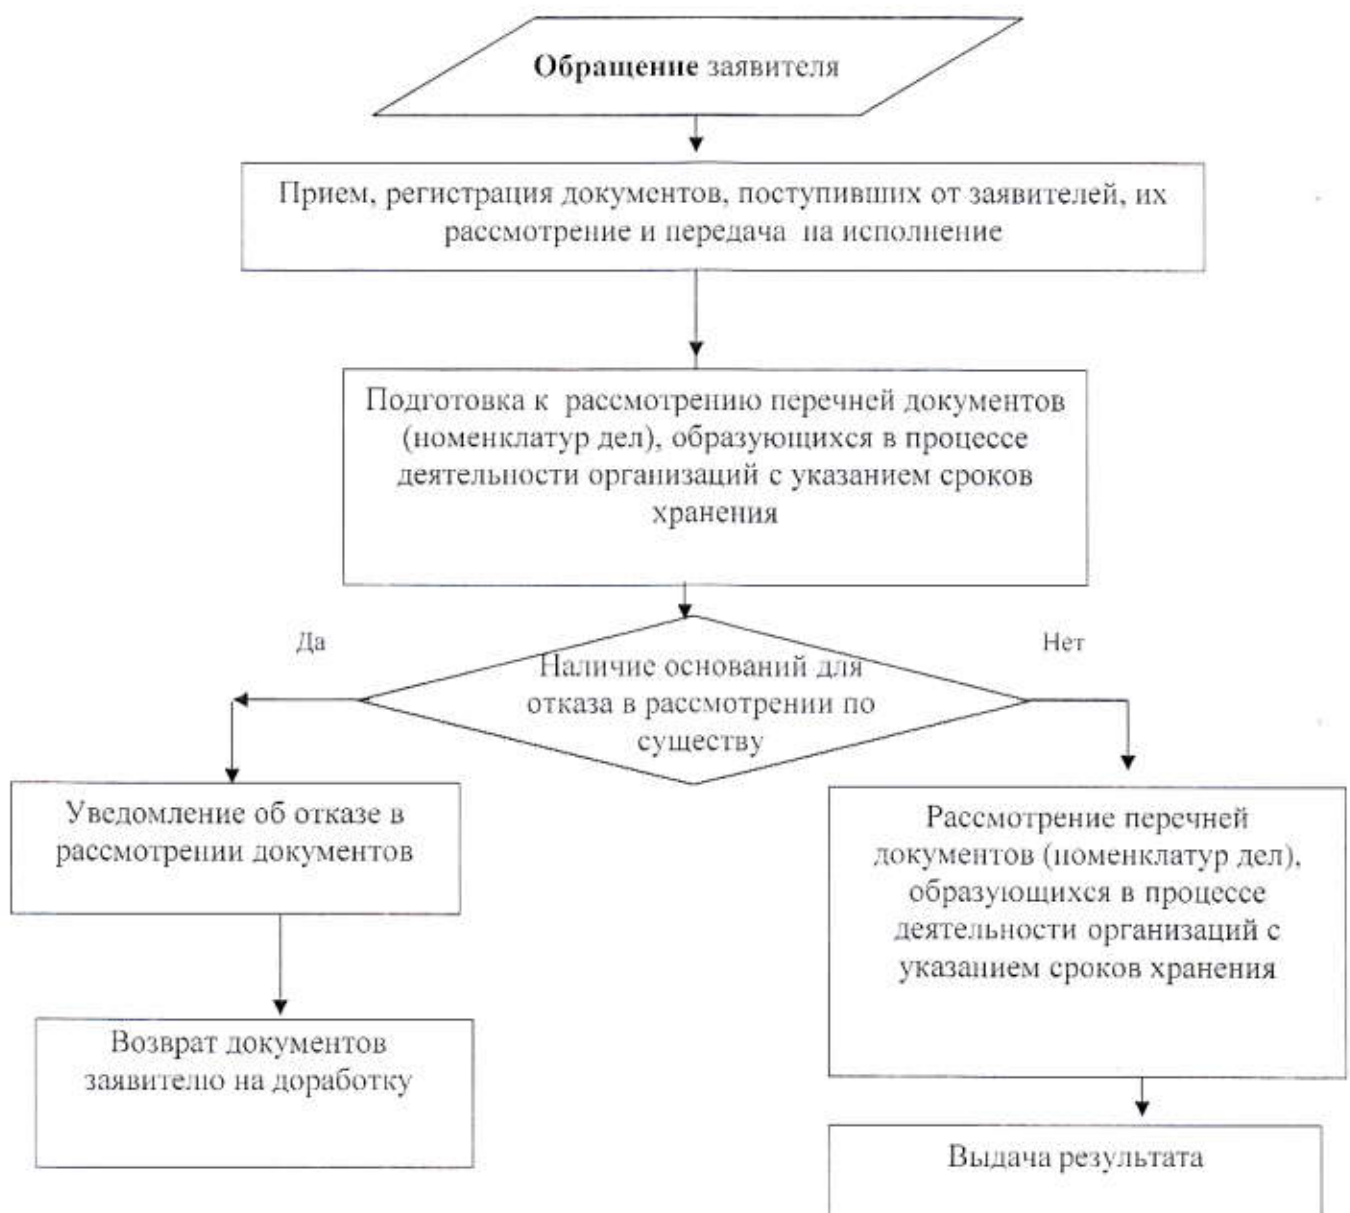 Обращение заявителя
Прием, регистрация документов, поступивших от заявителей, их
рассмотрение и передача на исполнение
Подготовка к рассмотрению перечней документов
(номенклатур дел), образующихся в процессе
деятельности организаций с указанием сроков
хранения
Да
Нет
Наличие оснований для
отказа в рассмотрении по
существу
Уведомление об отказе в
рассмотрении документов
Возврат документов
заявителю на доработку
Рассмотрение перечней
документов (номенклатур дел),
образующихся в процессе
деятельности организаций с
указанием сроков хранения
Выдача результата